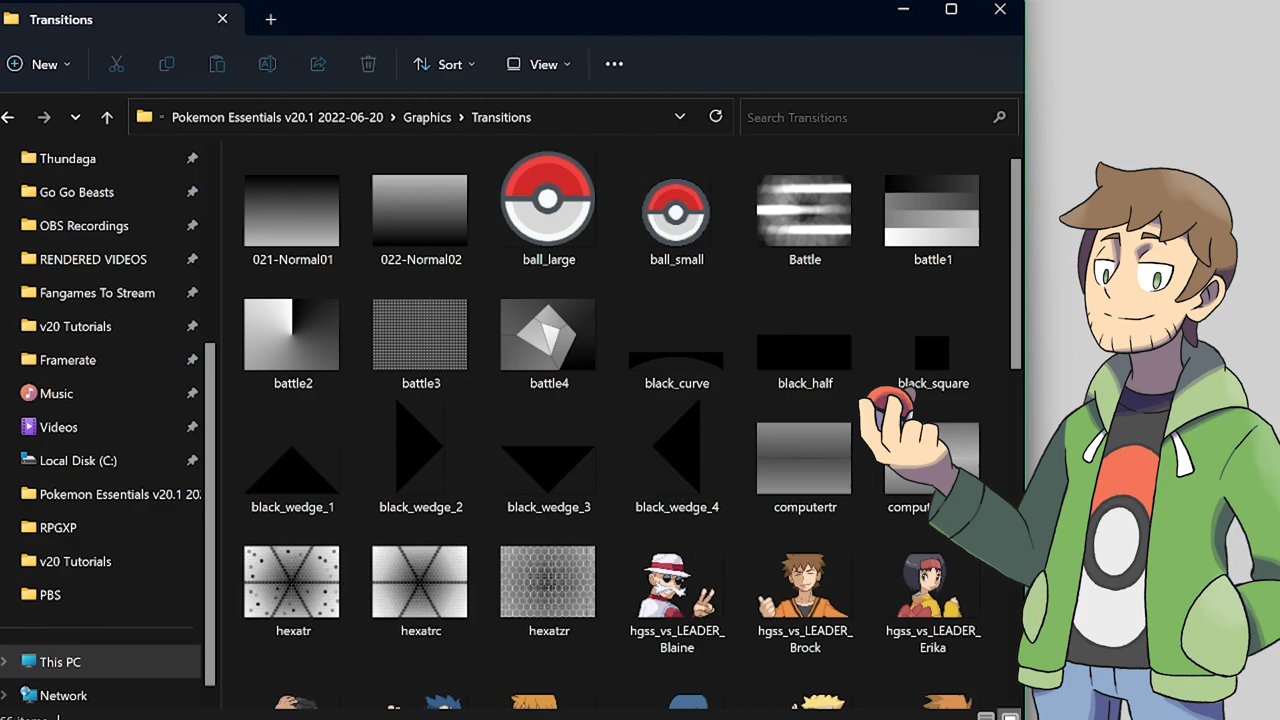 Transitions
New
Sort
View
Pokemon Essentials v20.1 2022-06-20 > Graphics > Transitions
Search Transitions
Thundaga
Go Go Beasts
OBS Recordings
RENDERED VIDEOS
Fangames To Stream
v20 Tutorials
Framerate
Music
Videos
Local Disk (C:)
Pokemon Essentials v20.1 202
RPGXP
v20 Tutorials
PBS
This PC
Network
021-Normal01
022-Normal02
ball_large
ball_small
Battle
battle1
battle2
battle3
battle4
black_curve
black_half
black_square
black_wedge_1
black_wedge_2
black_wedge_3
black_wedge_4
computertr
hexatr
hexatrc
hexatzr
hgss_vs_LEADER_
Blaine
hgss_vs_LEADER_
Brock
hgss_vs_LEADER_
Erika